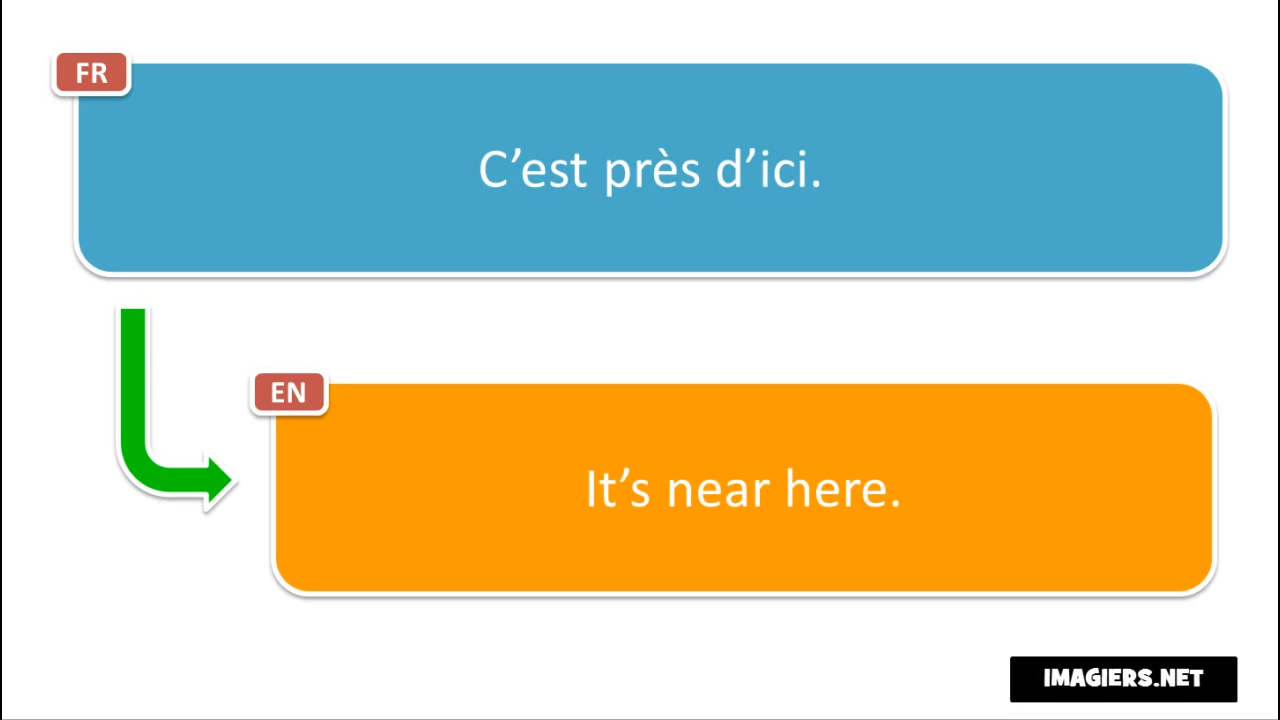 FR
C’est près d’ici.
EN
It’s near here.
IMAGIERS.NET